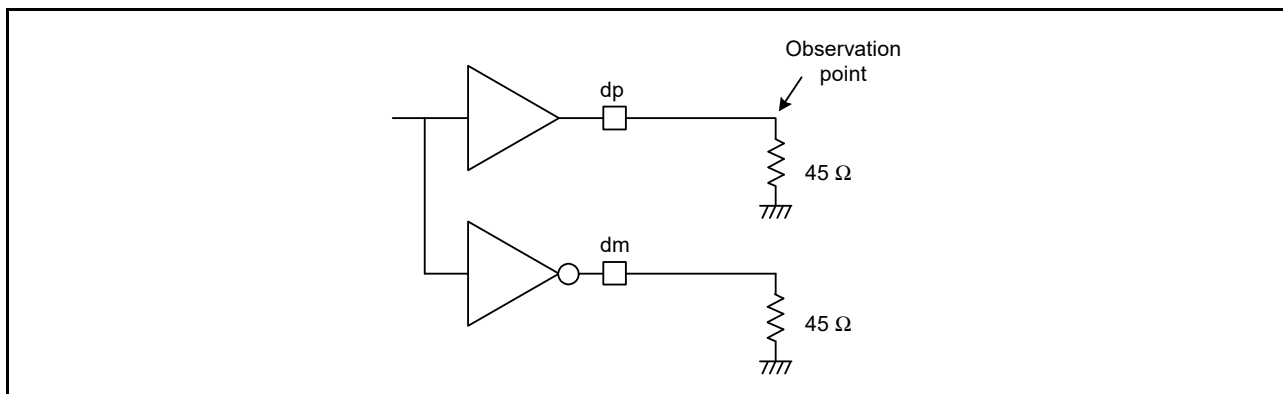 Observation
point
dp
45 Ω
dm
45 Ω